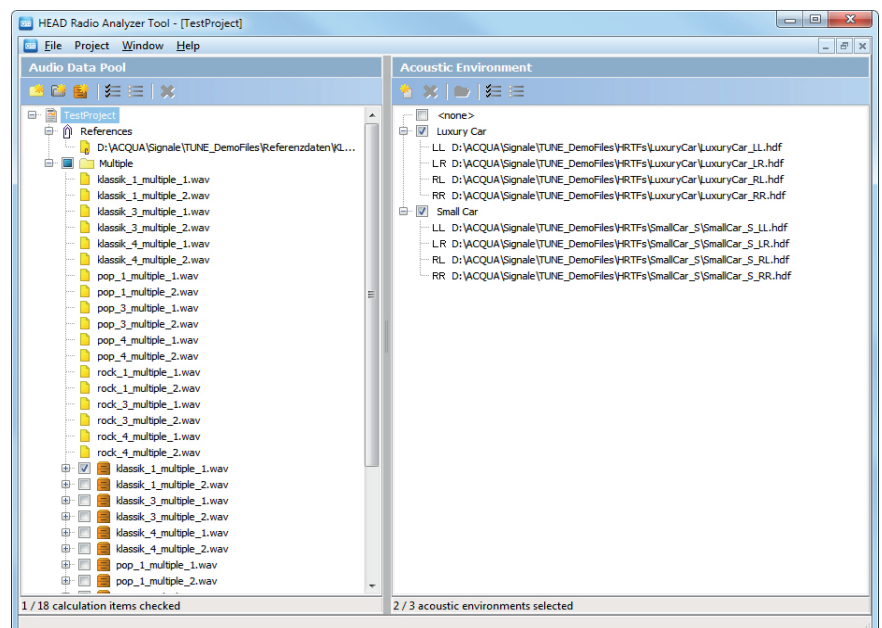 HEAD Radio Analyzer Tool - [TestProject]
File Project Window Help
Audio Data Pool
TestProject
References
D:\ACQUA\Signale\TUNE_DemoFiles\Referenzdaten\KL...
Multiple
klassik_1_multiple_1.wav
klassik_1_multiple_2.wav
klassik_3_multiple_1.wav
klassik_3_multiple_2.wav
klassik_4_multiple_1.wav
klassik_4_multiple_2.wav
pop_1_multiple_1.wav
pop_1_multiple_2.wav
pop_3_multiple_1.wav
pop_3_multiple_2.wav
pop_4_multiple_1.wav
pop_4_multiple_2.wav
rock_1_multiple_1.wav
rock_1_multiple_2.wav
rock_3_multiple_1.wav
rock_3_multiple_2.wav
rock_4_multiple_1.wav
rock_4_multiple_2.wav
klassik_1_multiple_1.wav
klassik_1_multiple_2.wav
klassik_3_multiple_1.wav
klassik_3_multiple_2.wav
klassik_4_multiple_1.wav
klassik_4_multiple_2.wav
pop_1_multiple_1.wav
pop_1_multiple_2.wav
1 / 18 calculation items checked
Acoustic Environment
<none>
Luxury Car
LL D:\ACQUA\Signale\TUNE_DemoFiles\HRTFs\LuxuryCar\LuxuryCar_LL.hdf
LR D:\ACQUA\Signale\TUNE_DemoFiles\HRTFs\LuxuryCar\LuxuryCar_LR.hdf
RL D:\ACQUA\Signale\TUNE_DemoFiles\HRTFs\LuxuryCar\LuxuryCar_RL.hdf
RR D:\ACQUA\Signale\TUNE_DemoFiles\HRTFs\LuxuryCar\LuxuryCar_RR.hdf
Small Car
LL D:\ACQUA\Signale\TUNE_DemoFiles\HRTFs\SmallCar_S\SmallCar_S_LL.hdf
LR D:\ACQUA\Signale\TUNE_DemoFiles\HRTFs\SmallCar_S\SmallCar_S_LR.hdf
RL D:\ACQUA\Signale\TUNE_DemoFiles\HRTFs\SmallCar_S\SmallCar_S_RL.hdf
RR D:\ACQUA\Signale\TUNE_DemoFiles\HRTFs\SmallCar_S\SmallCar_S_RR.hdf
2 / 3 acoustic environments selected